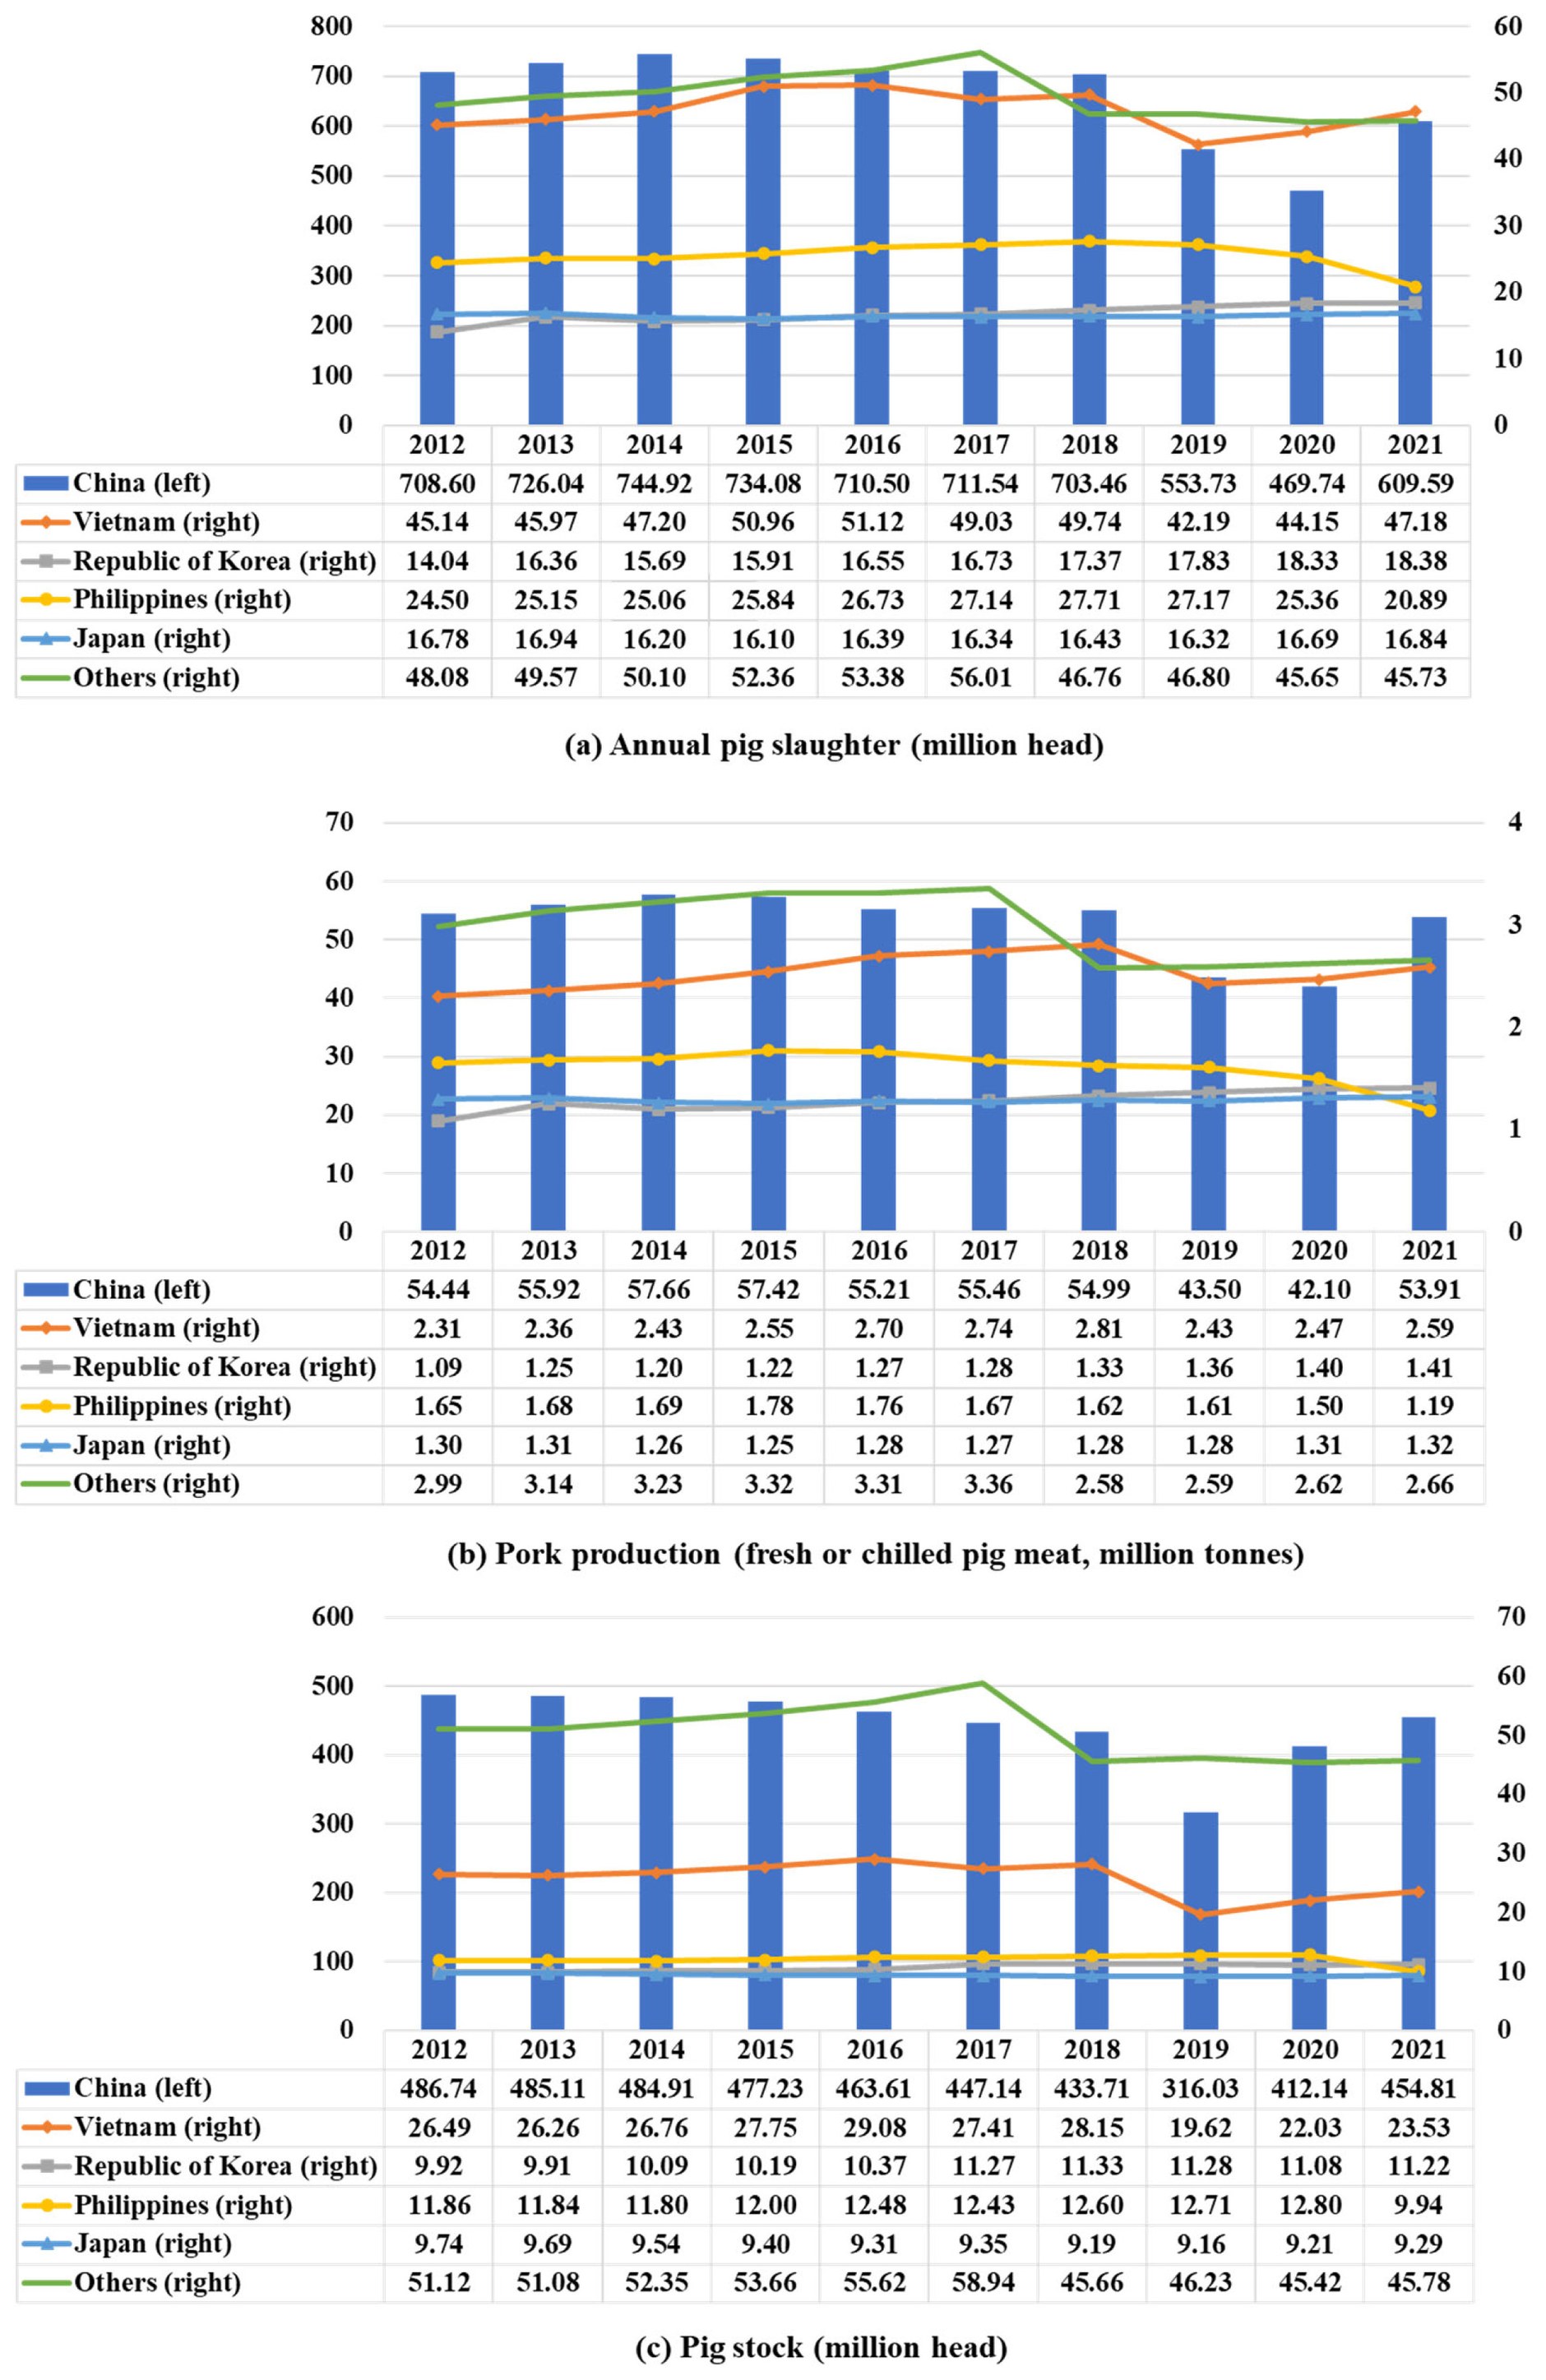 800 60
700 50
600
500 40
400 30
300 20
200
100 10
0 0
2012 2013 2014 2015 2016 2017 2018 2019 2020 2021
China (left) 708.60 726.04 744.92 734.08 710.50 711.54 703.46 553.73 469.74 609.59
Vietnam (right) 45.14 45.97 47.20 50.96 51.12 49.03 49.74 42.19 44.15 47.18
Republic of Korea (right) 14.04 16.36 15.69 15.91 16.55 16.73 17.37 17.83 18.33 18.38
Philippines (right) 24.50 25.15 25.06 25.84 26.73 27.14 27.71 27.17 25.36 20.89
Japan (right) 16.78 16.94 16.20 16.10 16.39 16.34 16.43 16.32 16.69 16.84
Others (right) 48.08 49.57 50.10 52.36 53.38 56.01 46.76 46.80 45.65 45.73
(a) Annual pig slaughter (million head)
70 4
60
50 3
40
30 2
20 1
10
0 0
2012 2013 2014 2015 2016 2017 2018 2019 2020 2021
China (left) 54.44 55.92 57.66 57.42 55.21 55.46 54.99 43.50 42.10 53.91
Vietnam (right) 2.31 2.36 2.43 2.55 2.70 2.74 2.81 2.43 2.47 2.59
Republic of Korea (right) 1.09 1.25 1.20 1.22 1.27 1.28 1.33 1.36 1.40 1.41
Philippines (right) 1.65 1.68 1.69 1.78 1.76 1.67 1.62 1.61 1.50 1.19
Japan (right) 1.30 1.31 1.26 1.25 1.28 1.27 1.28 1.28 1.31 1.32
Others (right) 2.99 3.14 3.23 3.32 3.31 3.36 2.58 2.59 2.62 2.66
(b) Pork production (fresh or chilled pig meat, million tonnes)
600 70
500 60
50
400 40
300 30
200 20
100 10
0 0
2012 2013 2014 2015 2016 2017 2018 2019 2020 2021
China (left) 486.74 485.11 484.91 477.23 463.61 447.14 433.71 316.03 412.14 454.81
Vietnam (right) 26.49 26.26 26.76 27.75 29.08 27.41 28.15 19.62 22.03 23.53
Republic of Korea (right) 9.92 9.91 10.09 10.19 10.37 11.27 11.33 11.28 11.08 11.22
Philippines (right) 11.86 11.84 11.80 12.00 12.48 12.43 12.60 12.71 12.80 9.94
Japan (right) 9.74 9.69 9.54 9.40 9.31 9.35 9.19 9.16 9.21 9.29
Others (right) 51.12 51.08 52.35 53.66 55.62 58.94 45.66 46.23 45.42 45.78
(c) Pig stock (million head)